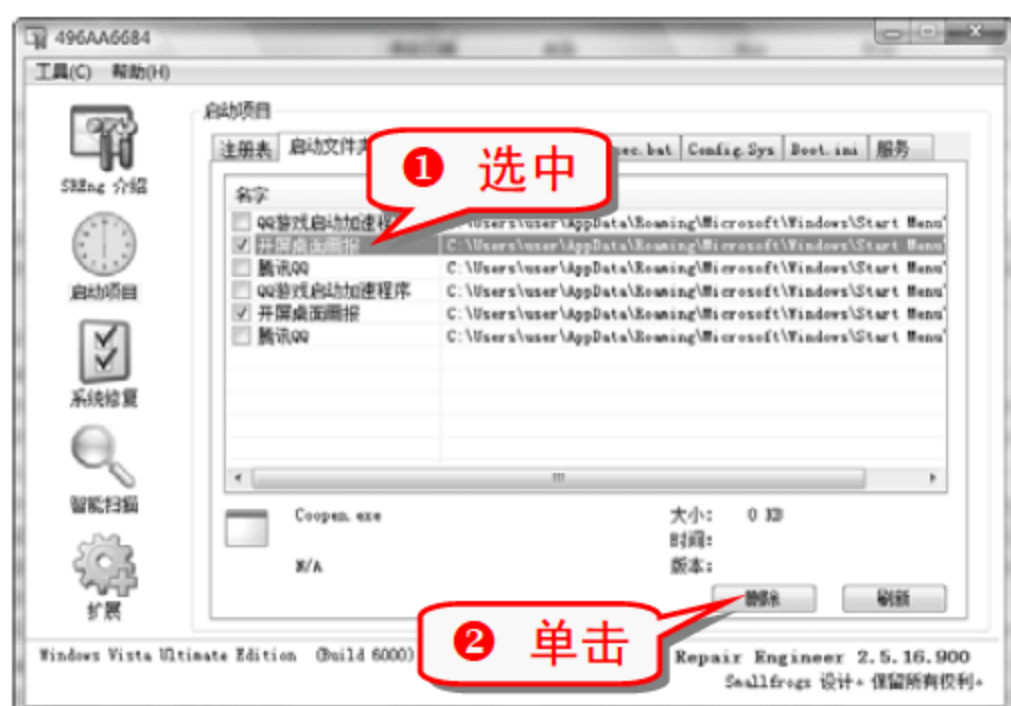 496AA6684
工具(C) 帮助(H)
启动项目
注册表 启动文件夹 ec.bat Config.Sys Boot.ini 服务
❶ 选中
SREng 介绍
启动项目
系统修复
智能扫描
扩展
名字
QQ游戏启动加速程 \Users\user\AppData\Roaming\Microsoft\Windows\Start Menu\
开屏桌面画报 C:\Users\user\AppData\Roaming\Microsoft\Windows\Start Menu\
腾讯QQ C:\Users\user\AppData\Roaming\Microsoft\Windows\Start Menu\
QQ游戏启动加速程序 C:\Users\user\AppData\Roaming\Microsoft\Windows\Start Menu\
开屏桌面画报 C:\Users\user\AppData\Roaming\Microsoft\Windows\Start Menu\
腾讯QQ C:\Users\user\AppData\Roaming\Microsoft\Windows\Start Menu\
Coopen.exe 大小: 0 KB
时间:
N/A 版本:
删除 刷新
❷ 单击
Windows Vista Ultimate Edition (Build 6000) Repair Engineer 2.5.16.900
Smallfrogs 设计。保留所有权利。